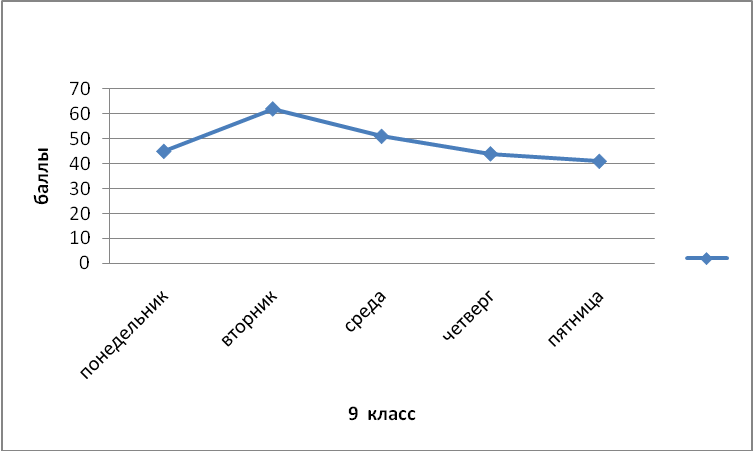 70
60
50
40
30
20
10
0
баллы
понедельник
вторник
среда
четверг
пятница
9 класс